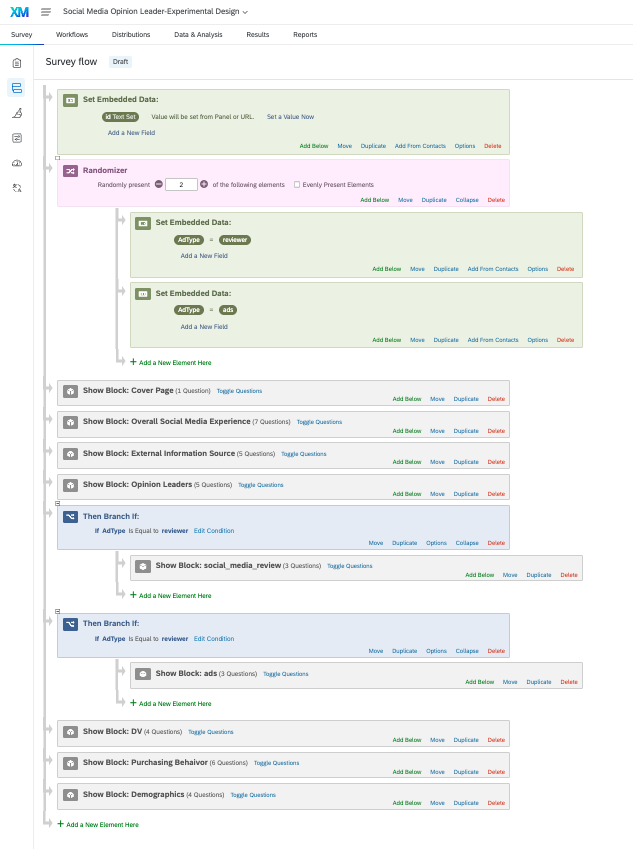 XM Social Media Opinion Leader-Experimental Design
Survey Workflows Distributions Data & Analysis Results Reports
Survey flow Draft
Set Embedded Data:
id Text Set Value will be set from Panel or URL. Set a Value Now
Add a New Field
Add Below Move Duplicate Add From Contacts Options Delete
Randomizer
Randomly present 2 of the following elements Evenly Present Elements
Add Below Move Duplicate Collapse Delete
Set Embedded Data:
AdType = reviewer
Add a New Field
Add Below Move Duplicate Add From Contacts Options Delete
Set Embedded Data:
AdType = ads
Add a New Field
Add Below Move Duplicate Add From Contacts Options Delete
+ Add a New Element Here
Show Block: Cover Page (1 Question) Toggle Questions
Add Below Move Duplicate Delete
Show Block: Overall Social Media Experience (7 Questions) Toggle Questions
Add Below Move Duplicate Delete
Show Block: External Information Source (5 Questions) Toggle Questions
Add Below Move Duplicate Delete
Show Block: Opinion Leaders (5 Questions) Toggle Questions
Add Below Move Duplicate Delete
Then Branch If:
If AdType Is Equal to reviewer Edit Condition
Move Duplicate Options Collapse Delete
Show Block: social_media_review (3 Questions) Toggle Questions
Add Below Move Duplicate Delete
+ Add a New Element Here
Then Branch If:
If AdType Is Equal to reviewer Edit Condition
Move Duplicate Options Collapse Delete
Show Block: ads (3 Questions) Toggle Questions
Add Below Move Duplicate Delete
+ Add a New Element Here
Show Block: DV (4 Questions) Toggle Questions
Add Below Move Duplicate Delete
Show Block: Purchasing Behaivor (6 Questions) Toggle Questions
Add Below Move Duplicate Delete
Show Block: Demographics (4 Questions) Toggle Questions
Add Below Move Duplicate Delete
+ Add a New Element Here